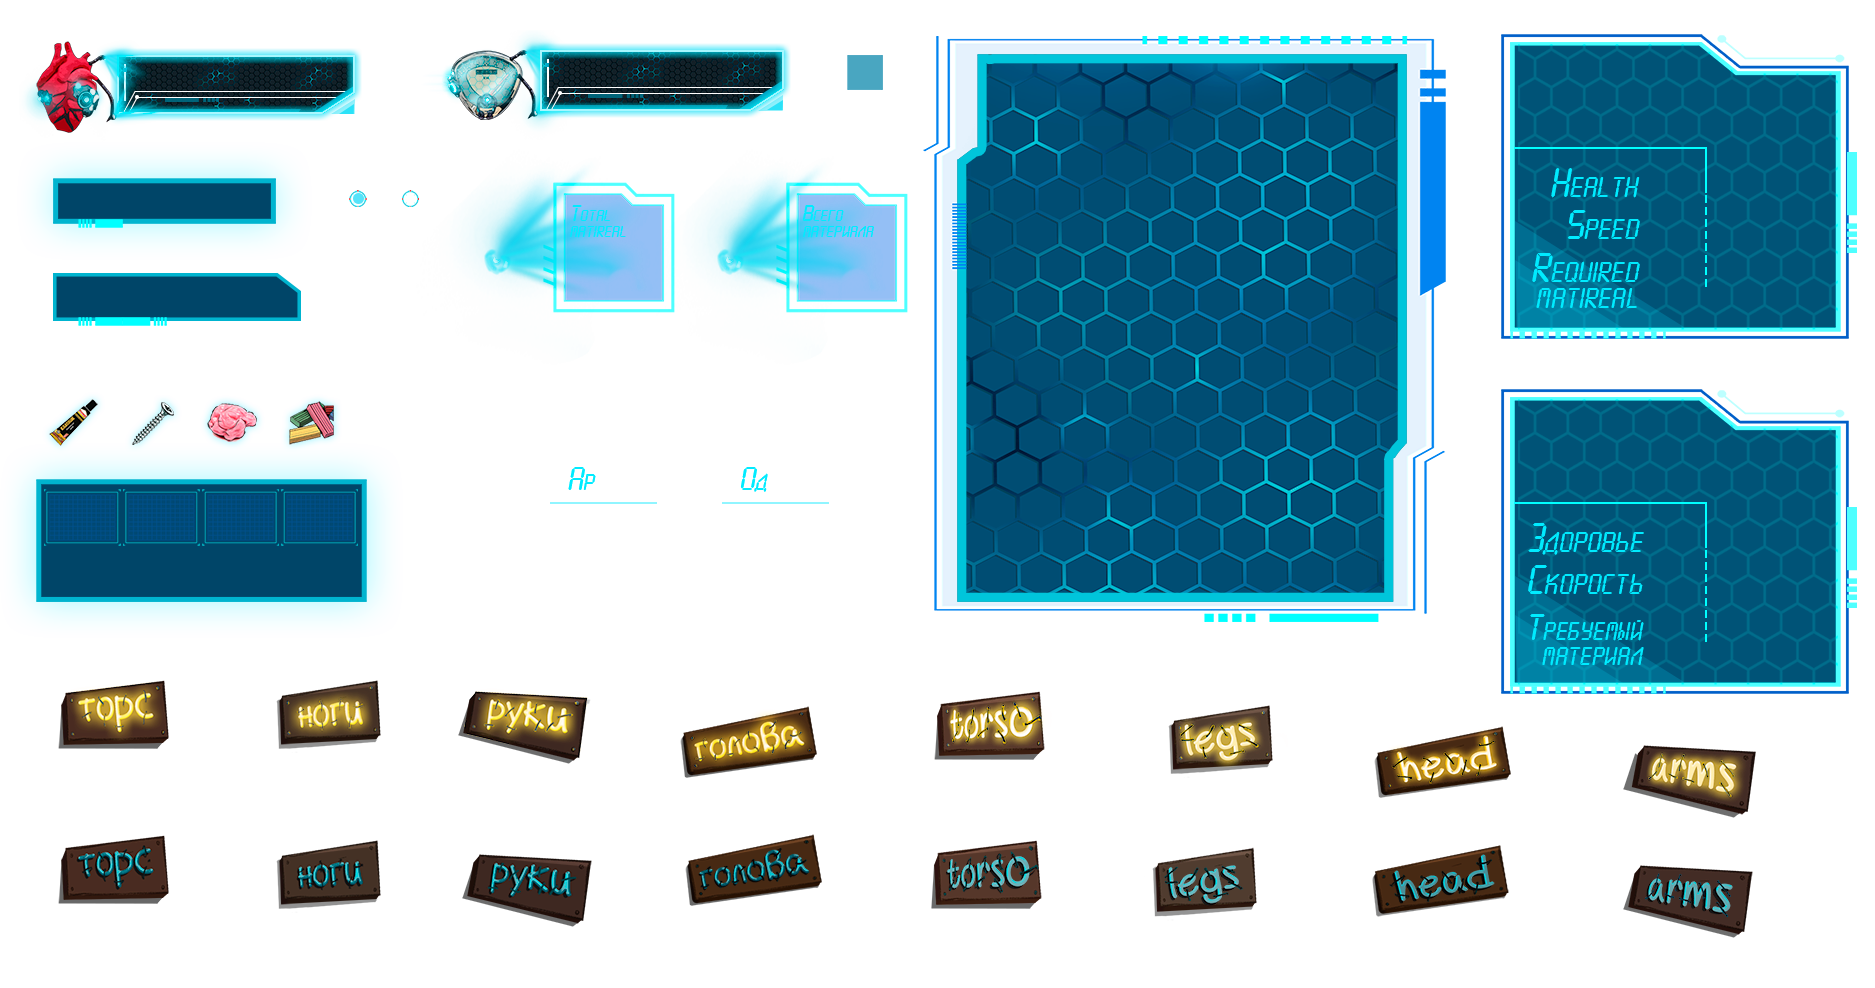 Total
matireal
Всего
материала
Health
Speed
Required
matireal
Ар
Од
Здоровье
Скорость
Требуемый
материал
торс
ноги
руки
голова
torso
legs
head
arms
торс
ноги
руки
голова
torso
legs
head
arms